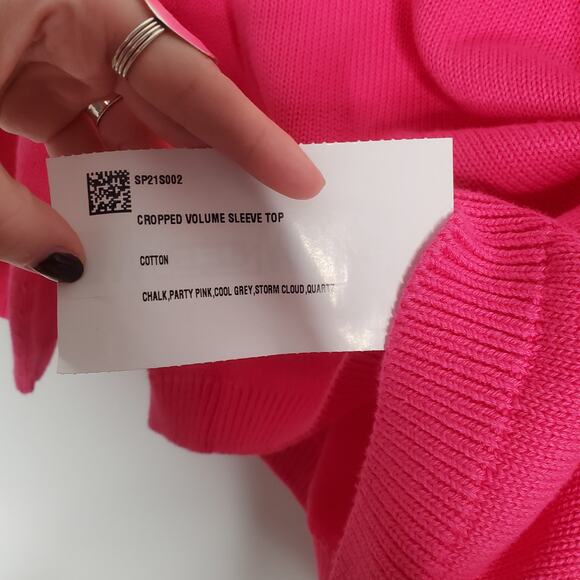 SP21S002
CROPPED VOLUME SLEEVE TOP
COTTON
CHALK,PARTY PINK,COOL GREY,STORM CLOUD,QUARTZ